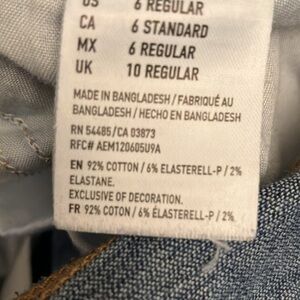 US 6 REGULAR
CA 6 STANDARD
MX 6 REGULAR
UK 10 REGULAR
MADE IN BANGLADESH / FABRIQUÉ AU
BANGLADESH / HECHO EN BANGLADESH
RN 54485/CA 03873
RFC# AEM120605U9A
EN 92% COTTON / 6% ELASTERELL-P / 2%
ELASTANE.
EXCLUSIVE OF DECORATION.
FR 92% COTON / 6% ÉLASTERELL-P / 2%